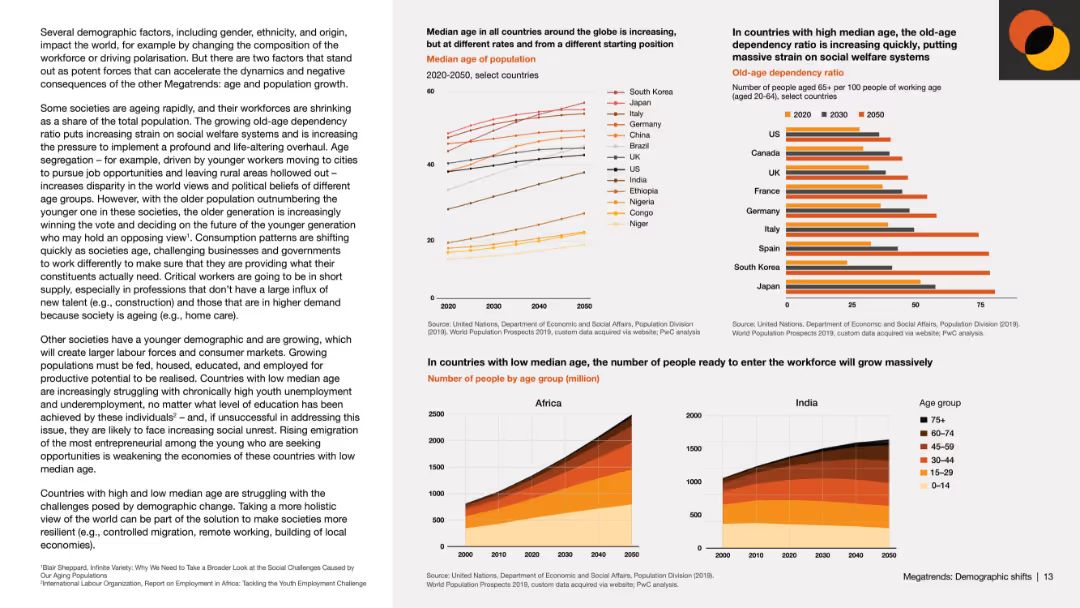 Several demographic factors, including gender, ethnicity, and origin,
impact the world, for example by changing the composition of the
workforce or driving polarisation. But there are two factors that stand
out as potent forces that can accelerate the dynamics and negative
consequences of the other Megatrends: age and population growth.
Some societies are ageing rapidly, and their workforces are shrinking
as a share of the total population. The growing old-age dependency
ratio puts increasing strain on social welfare systems and is increasing
the pressure to implement a profound and life-altering overhaul. Age
segregation – for example, driven by younger workers moving to cities
to pursue job opportunities and leaving rural areas hollowed out –
increases disparity in the world views and political beliefs of different
age groups. However, with the older population outnumbering the
younger one in these societies, the older generation is increasingly
winning the vote and deciding on the future of the younger generation
who may hold an opposing view¹. Consumption patterns are shifting
quickly as societies age, challenging businesses and governments
to work differently to make sure that they are providing what their
constituents actually need. Critical workers are going to be in short
supply, especially in professions that don't have a large influx of
new talent (e.g., construction) and those that are in higher demand
because society is ageing (e.g., home care).
Other societies have a younger demographic and are growing, which
will create larger labour forces and consumer markets. Growing
populations must be fed, housed, educated, and employed for
productive potential to be realised. Countries with low median age
are increasingly struggling with chronically high youth unemployment
and underemployment, no matter what level of education has been
achieved by these individuals² – and, if unsuccessful in addressing this
issue, they are likely to face increasing social unrest. Rising emigration
of the most entrepreneurial among the young who are seeking
opportunities is weakening the economies of these countries with low
median age.
Countries with high and low median age are struggling with the
challenges posed by demographic change. Taking a more holistic
view of the world can be part of the solution to make societies more
resilient (e.g., controlled migration, remote working, building of local
economies).
¹Blair Sheppard, Infinite Variety: Why We Need to Take a Broader Look at the Social Challenges Caused by
Our Aging Populations
²International Labour Organization, Report on Employment in Africa: Tackling the Youth Employment Challenge
Median age in all countries around the globe is increasing,
but at different rates and from a different starting position
Median age of population
2020-2050, select countries
60
40
20
0
2020 2030 2040 2050
South Korea
Japan
Italy
Germany
China
Brazil
UK
US
India
Ethiopia
Nigeria
Congo
Niger
Source: United Nations, Department of Economic and Social Affairs, Population Division
(2019). World Population Prospects 2019, custom data acquired via website; PwC analysis
In countries with high median age, the old-age
dependency ratio is increasing quickly, putting
massive strain on social welfare systems
Old-age dependency ratio
Number of people aged 65+ per 100 people of working age
(aged 20-64), select countries
2020 2030 2050
US
Canada
UK
France
Germany
Italy
Spain
South Korea
Japan
0 25 50 75
Source: United Nations, Department of Economic and Social Affairs, Population Division (2019).
World Population Prospects 2019, custom data acquired via website; PwC analysis
In countries with low median age, the number of people ready to enter the workforce will grow massively
Number of people by age group (million)
Africa
2500
2000
1500
1000
500
0
2000 2010 2020 2030 2040 2050
India
2000
1500
1000
500
0
2000 2010 2020 2030 2040 2050
Age group
75+
60–74
45–59
30–44
15–29
0–14
Source: United Nations, Department of Economic and Social Affairs, Population Division (2019).
World Population Prospects 2019, custom data acquired via website; PwC analysis.
Megatrends: Demographic shifts | 13